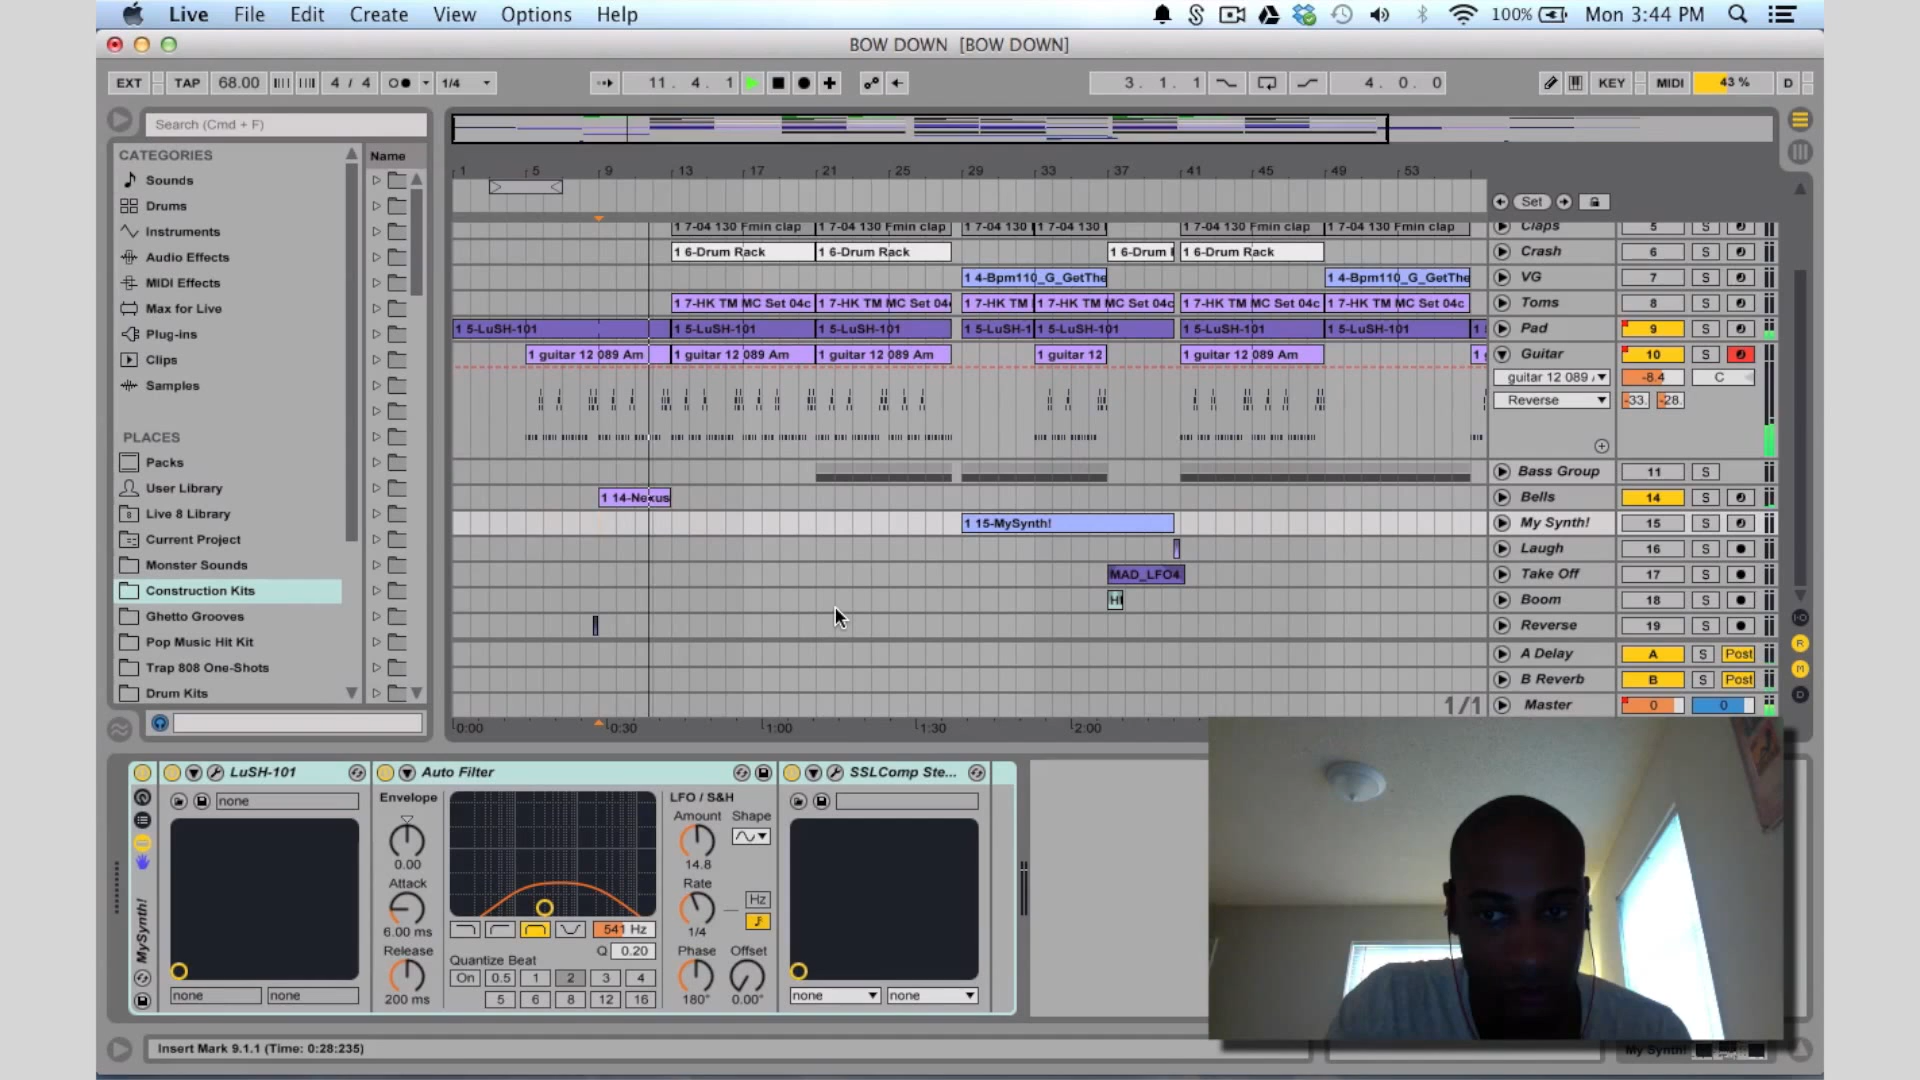 Live File Edit Create View Options Help 100% Mon 3:44 PM
BOW DOWN [BOW DOWN]
EXT TAP 68.00 4 / 4 1/4 11. 4. 1 3. 1. 1 4. 0. 0 KEY MIDI 43 % D
Search (Cmd + F)
CATEGORIES
Sounds
Drums
Instruments
Audio Effects
MIDI Effects
Max for Live
Plug-ins
Clips
Samples
PLACES
Packs
User Library
Live 8 Library
Current Project
Monster Sounds
Construction Kits
Ghetto Grooves
Pop Music Hit Kit
Trap 808 One-Shots
Drum Kits
Name
1 5 9 13 17 21 25 29 33 37 41 45 49 53
Set
1 7-04 130 Fmin clap 1 7-04 130 Fmin clap 1 7-04 130 1 7-04 130 1 7-04 130 Fmin clap 1 7-04 130 Fmin clap Claps 5 S
1 6-Drum Rack 1 6-Drum Rack 1 6-Drum 1 6-Drum Rack Crash 6 S
1 4-Bpm110_G_GetThe 1 4-Bpm110_G_GetThe VG 7 S
1 7-HK TM MC Set 04c 1 7-HK TM MC Set 04 1 7-HK TM 1 7-HK TM MC Set 04c 1 7-HK TM MC Set 04c 1 7-HK TM MC Set 04c Toms 8 S
1 5-LuSH-101 1 5-LuSH-101 1 5-LuSH-101 1 5-LuSH-1 1 5-LuSH-101 1 5-LuSH-101 1 5-LuSH-101 1 Pad 9 S
1 guitar 12 089 Am 1 guitar 12 089 Am 1 guitar 12 089 Am 1 guitar 12 1 guitar 12 089 Am 1 Guitar 10 S
guitar 12 089 -8.4 C
Reverse -33. -28.
Bass Group 11 S
1 14-Nexus Bells 14 S
1 15-MySynth! My Synth! 15 S
Laugh 16 S
MAD_LFO4 Take Off 17 S
Boom 18 S
Reverse 19 S
A Delay A S Post
B Reverb B S Post
1/1 Master 0 0
0:00 0:30 1:00 1:30 2:00
R
M
D
MySynth!
LuSH-101
none
none none
Auto Filter
Envelope
0.00
Attack
6.00 ms
Release
200 ms
541 Hz
Q 0.20
Quantize Beat
On 0.5 1 2 3 4
5 6 8 12 16
LFO / S&H
Amount Shape
14.8
Rate Hz
1/4
Phase Offset
180° 0.00°
SSLComp Ste...
none none
Insert Mark 9.1.1 (Time: 0:28:235)
My Synth!